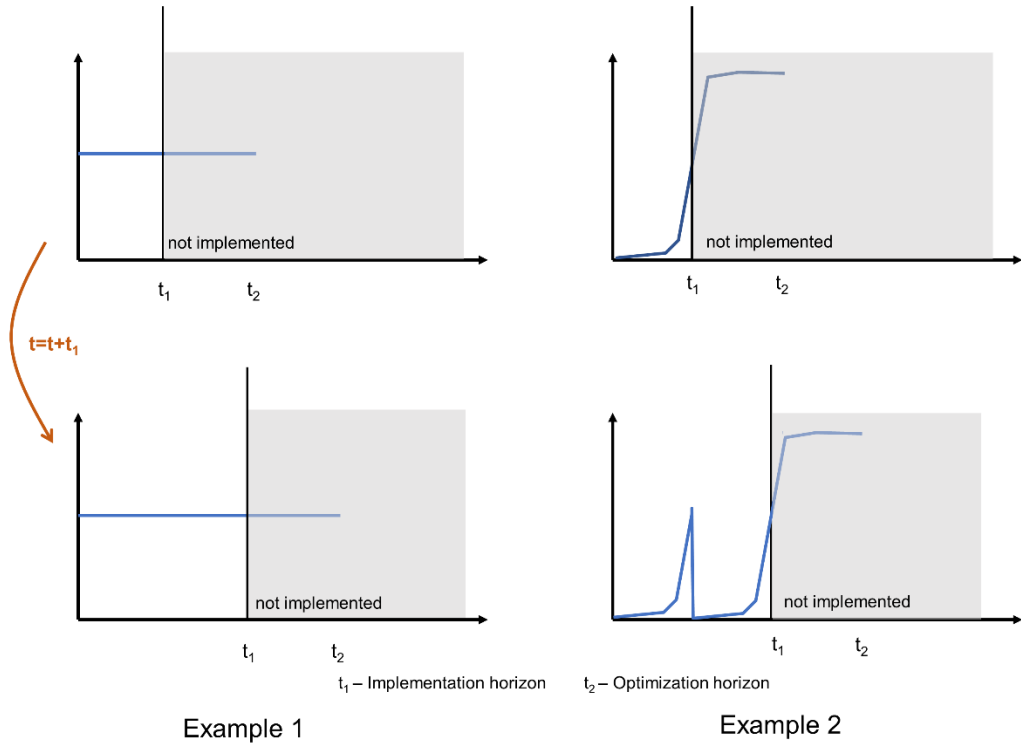 not implemented
not implemented
t₁
t₂
t₁
t₂
t=t+t₁
not implemented
not implemented
t₁
t₂
t₁
t₂
t₁ – Implementation horizon
t₂ – Optimization horizon
Example 1
Example 2